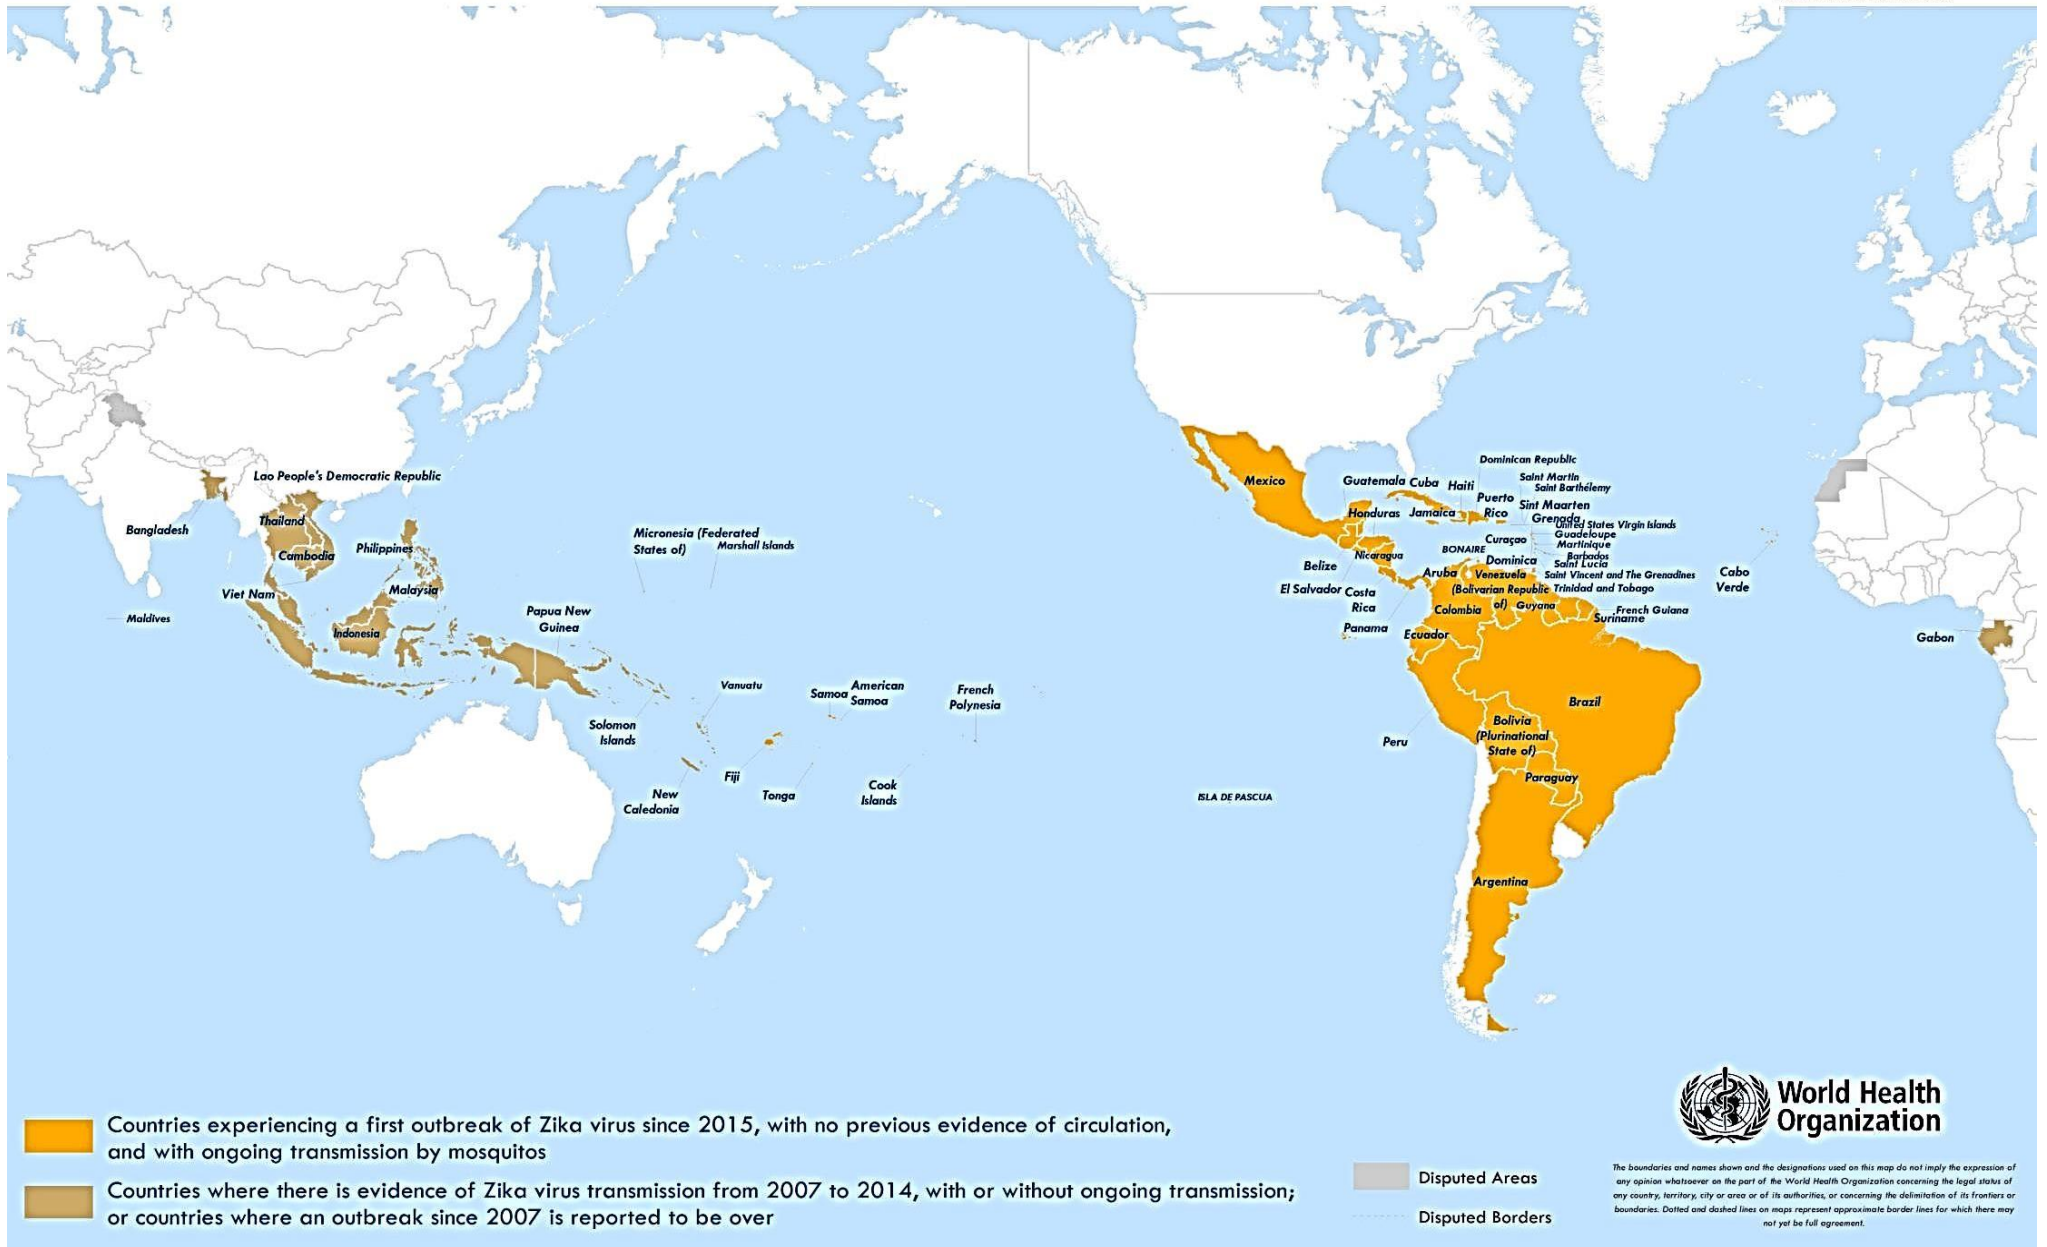 Lao People's Democratic Republic
Bangladesh
Thailand
Cambodia
Philippines
Viet Nam
Malaysia
Maldives
Indonesia
Papua New
Guinea
Micronesia (Federated
States of)
Marshall Islands
Vanuatu
Samoa
American
Samoa
French
Polynesia
Solomon
Islands
Fiji
New
Caledonia
Tonga
Cook
Islands
ISLA DE PASCUA
Mexico
Guatemala
Cuba
Haiti
Dominican Republic
Saint Martin
Saint Barthélemy
Puerto
Rico
Sint Maarten
Honduras
Jamaica
Grenada
United States Virgin Islands
Guadeloupe
Curaçao
Martinique
BONAIRE
Barbados
Nicaragua
Dominica
Saint Lucia
Belize
Aruba
Venezuela
(Bolivarian Republic
of)
Saint Vincent and The Grenadines
El Salvador
Costa
Rica
Trinidad and Tobago
Colombia
Guyana
French Guiana
Suriname
Panama
Ecuador
Cabo
Verde
Gabon
Brazil
Peru
Bolivia
(Plurinational
State of)
Paraguay
Argentina
World Health
Organization
Countries experiencing a first outbreak of Zika virus since 2015, with no previous evidence of circulation,
and with ongoing transmission by mosquitos
Countries where there is evidence of Zika virus transmission from 2007 to 2014, with or without ongoing transmission;
or countries where an outbreak since 2007 is reported to be over
Disputed Areas
Disputed Borders
The boundaries and names shown and the designations used on this map do not imply the expression of
any opinion whatsoever on the part of the World Health Organization concerning the legal status of
any country, territory, city or area or of its authorities, or concerning the delimitation of its frontiers or
boundaries. Dotted and dashed lines on maps represent approximate border lines for which there may
not yet be full agreement.